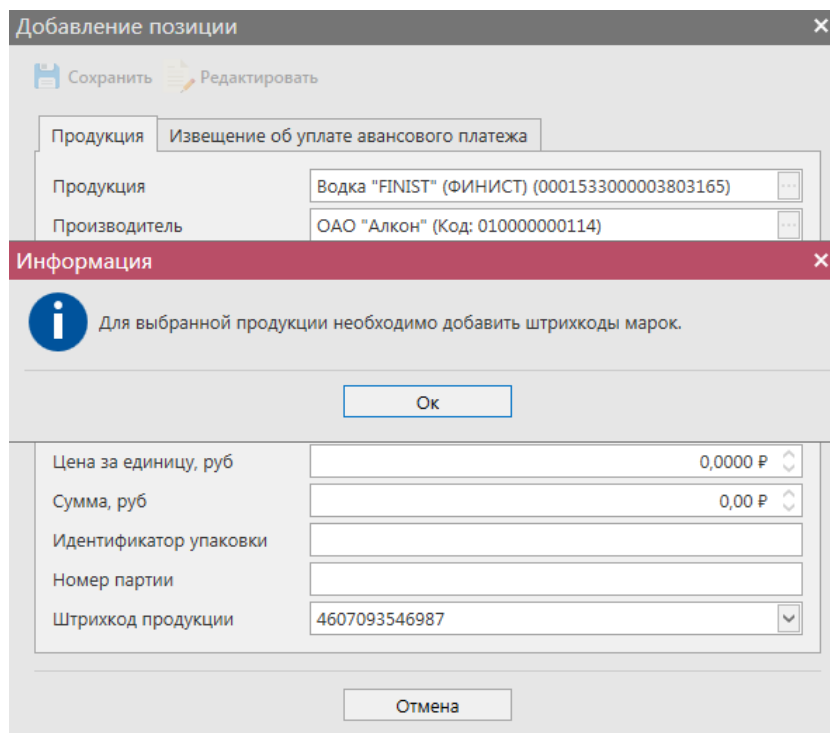 Добавление позиции
Сохранить Редактировать
Продукция Извещение об уплате авансового платежа
Продукция Водка "FINIST" (ФИНИСТ) (0001533000003803165)
Производитель ОАО "Алкон" (Код: 010000000114)
Информация
Для выбранной продукции необходимо добавить штрихкоды марок.
Ок
Цена за единицу, руб 0,0000 ₽
Сумма, руб 0,00 ₽
Идентификатор упаковки
Номер партии
Штрихкод продукции 4607093546987
Отмена